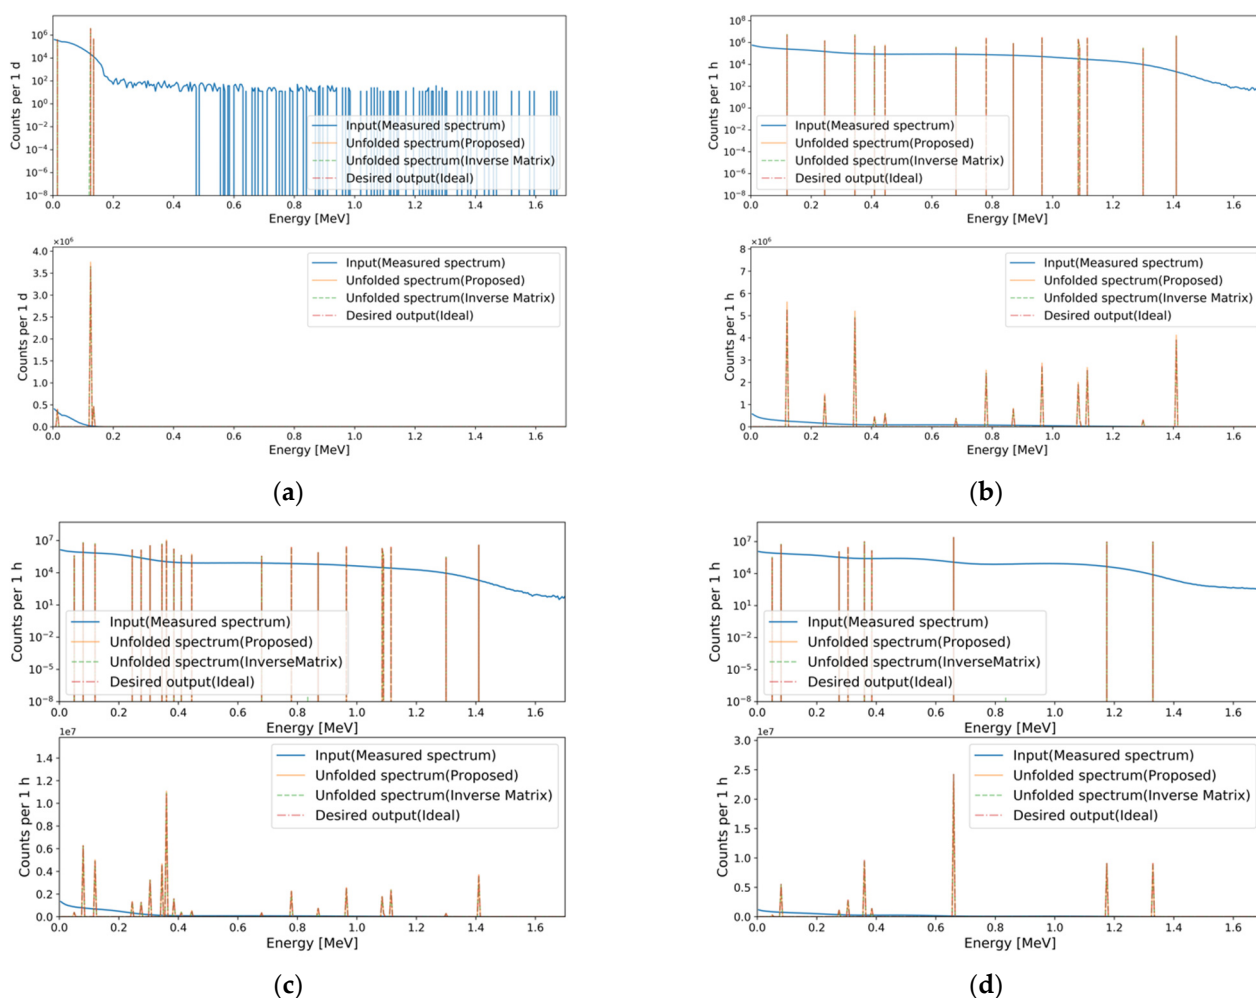 10^6
10^4
10^2
10^0
10^−2
10^−4
10^−6
10^−8
Counts per 1 d
Input(Measured spectrum)
Unfolded spectrum(Proposed)
Unfolded spectrum(Inverse Matrix)
Desired output(Ideal)
0.0 0.2 0.4 0.6 0.8 1.0 1.2 1.4 1.6
Energy [MeV]
×10^6
4.0
3.5
3.0
2.5
2.0
1.5
1.0
0.5
0.0
Counts per 1 d
Input(Measured spectrum)
Unfolded spectrum(Proposed)
Unfolded spectrum(Inverse Matrix)
Desired output(Ideal)
0.0 0.2 0.4 0.6 0.8 1.0 1.2 1.4 1.6
Energy [MeV]
(a)
10^8
10^6
10^4
10^2
10^0
10^−2
10^−4
10^−6
10^−8
Counts per 1 h
Input(Measured spectrum)
Unfolded spectrum(Proposed)
Unfolded spectrum(Inverse Matrix)
Desired output(Ideal)
0.0 0.2 0.4 0.6 0.8 1.0 1.2 1.4 1.6
Energy [MeV]
×10^6
8
7
6
5
4
3
2
1
0
Counts per 1 h
Input(Measured spectrum)
Unfolded spectrum(Proposed)
Unfolded spectrum(Inverse Matrix)
Desired output(Ideal)
0.0 0.2 0.4 0.6 0.8 1.0 1.2 1.4 1.6
Energy [MeV]
(b)
10^7
10^4
10^1
10^−2
10^−5
10^−8
Counts per 1 h
Input(Measured spectrum)
Unfolded spectrum(Proposed)
Unfolded spectrum(InverseMatrix)
Desired output(Ideal)
0.0 0.2 0.4 0.6 0.8 1.0 1.2 1.4 1.6
Energy [MeV]
1e7
1.4
1.2
1.0
0.8
0.6
0.4
0.2
0.0
Counts per 1 h
Input(Measured spectrum)
Unfolded spectrum(Proposed)
Unfolded spectrum(Inverse Matrix)
Desired output(Ideal)
0.0 0.2 0.4 0.6 0.8 1.0 1.2 1.4 1.6
Energy [MeV]
(c)
10^7
10^4
10^1
10^−2
10^−5
10^−8
Counts per 1 h
Input(Measured spectrum)
Unfolded spectrum(Proposed)
Unfolded spectrum(InverseMatrix)
Desired output(Ideal)
0.0 0.2 0.4 0.6 0.8 1.0 1.2 1.4 1.6
Energy [MeV]
1e7
3.0
2.5
2.0
1.5
1.0
0.5
0.0
Counts per 1 h
Input(Measured spectrum)
Unfolded spectrum(Proposed)
Unfolded spectrum(Inverse Matrix)
Desired output(Ideal)
0.0 0.2 0.4 0.6 0.8 1.0 1.2 1.4 1.6
Energy [MeV]
(d)